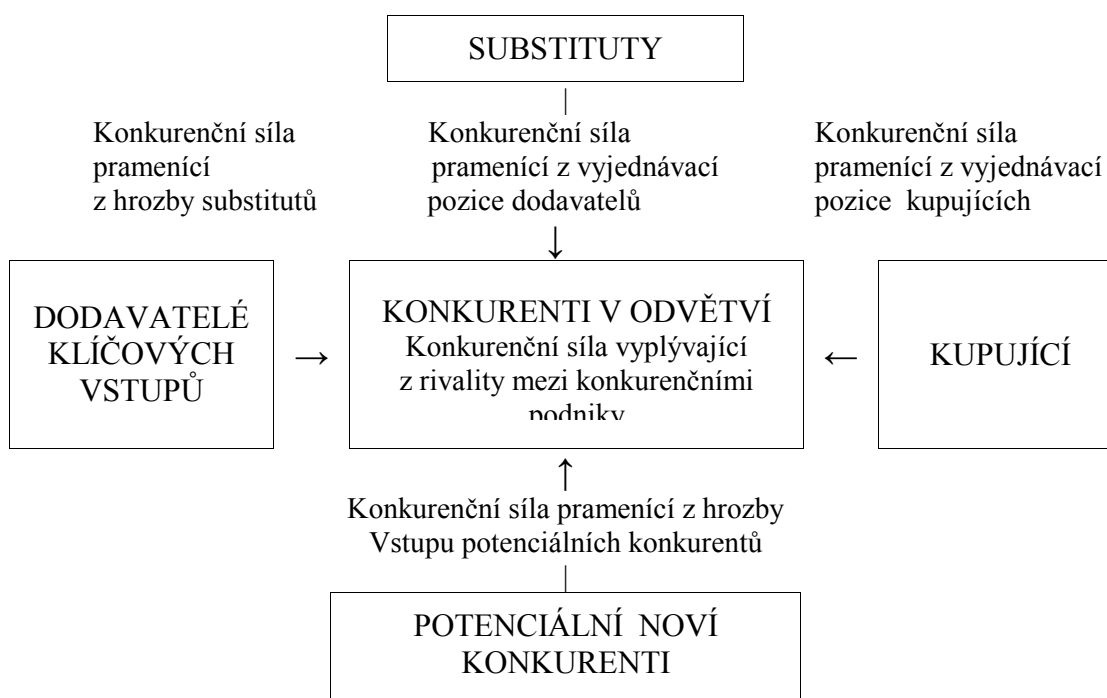 SUBSTITUTY
Konkurenční síla
pramenící
z hrozby substitutů
Konkurenční síla
pramenící z vyjednávací
pozice dodavatelů
Konkurenční síla
pramenící z vyjednávací
pozice kupujících
DODAVATELÉ
KLÍČOVÝCH
VSTUPŮ
KONKURENTI V ODVĚTVÍ
Konkurenční síla vyplývající
z rivality mezi konkurenčními
podniky
KUPUJÍCÍ
Konkurenční síla pramenící z hrozby
Vstupu potenciálních konkurentů
POTENCIÁLNÍ NOVÍ
KONKURENTI